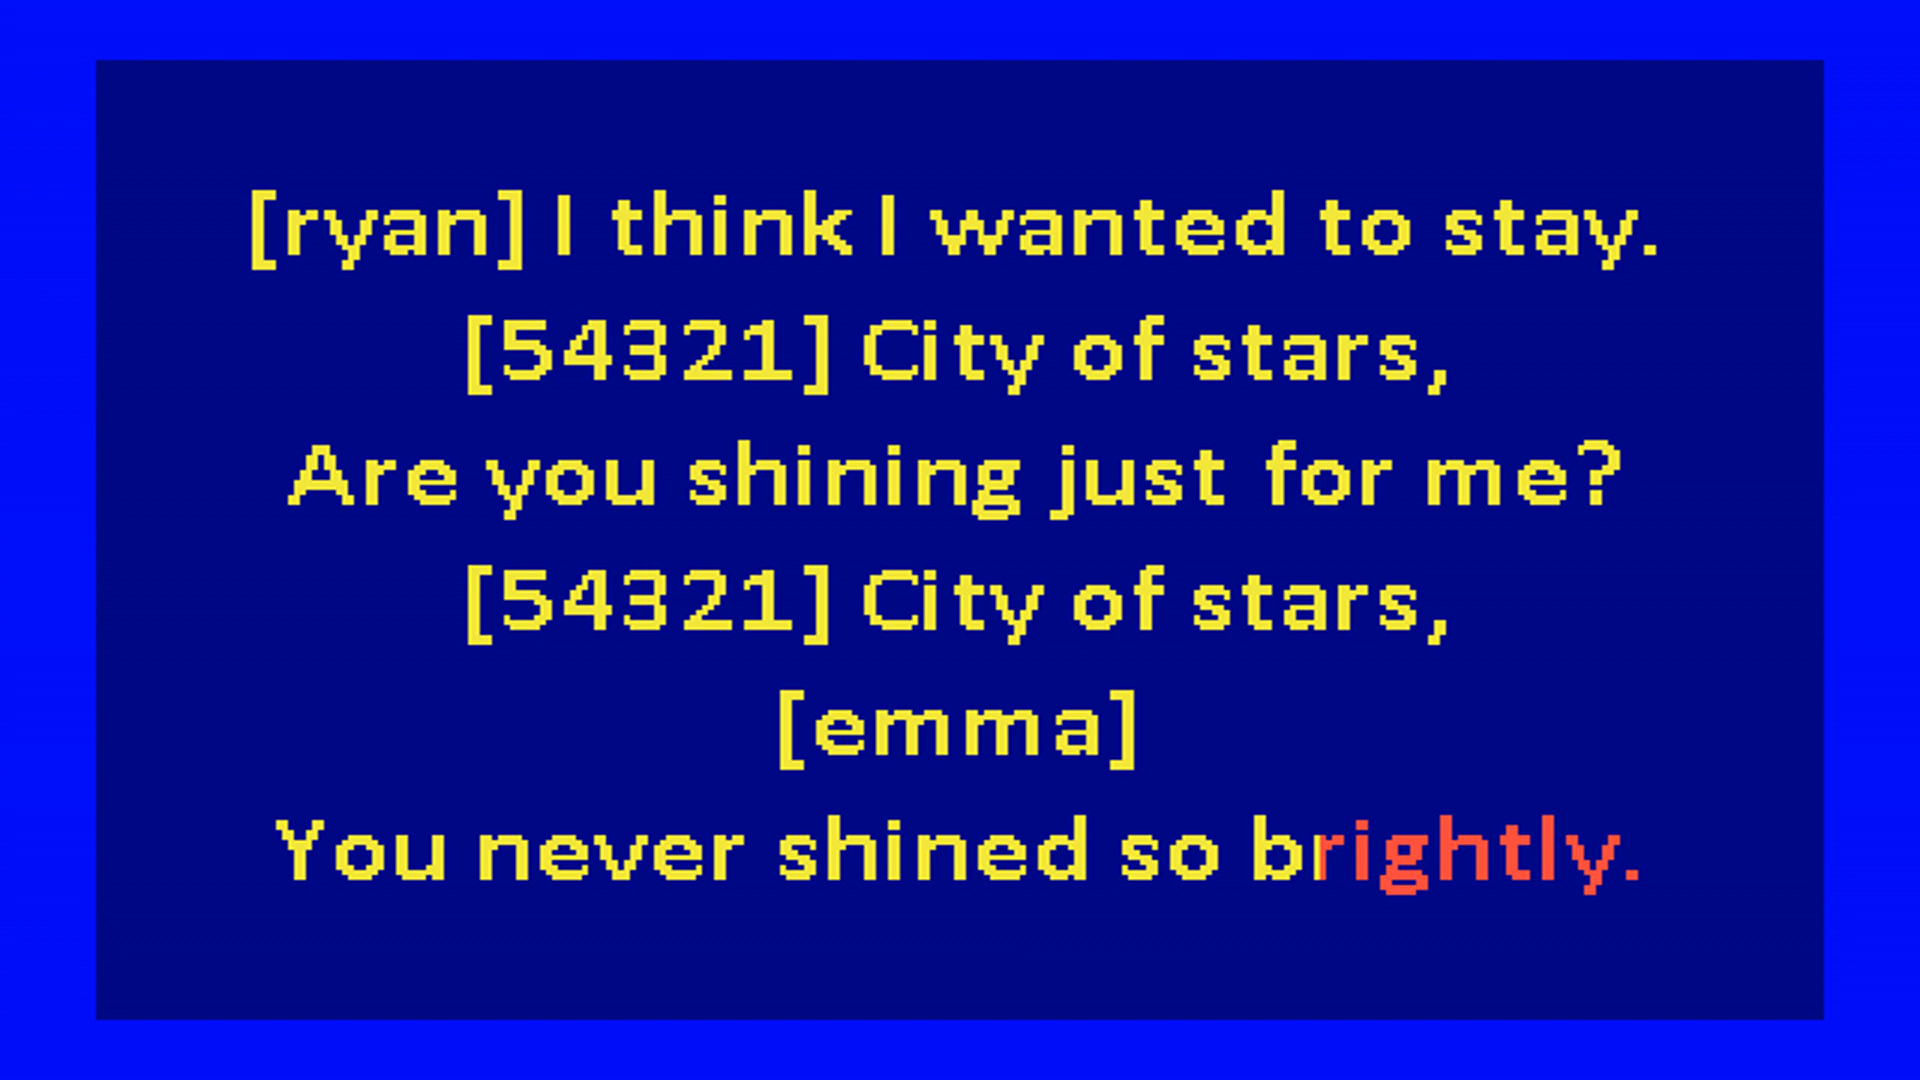 [ryan] I think I wanted to stay.
[54321] City of stars,
Are you shining just for me?
[54321] City of stars,
[emma]
You never shined so brightly.